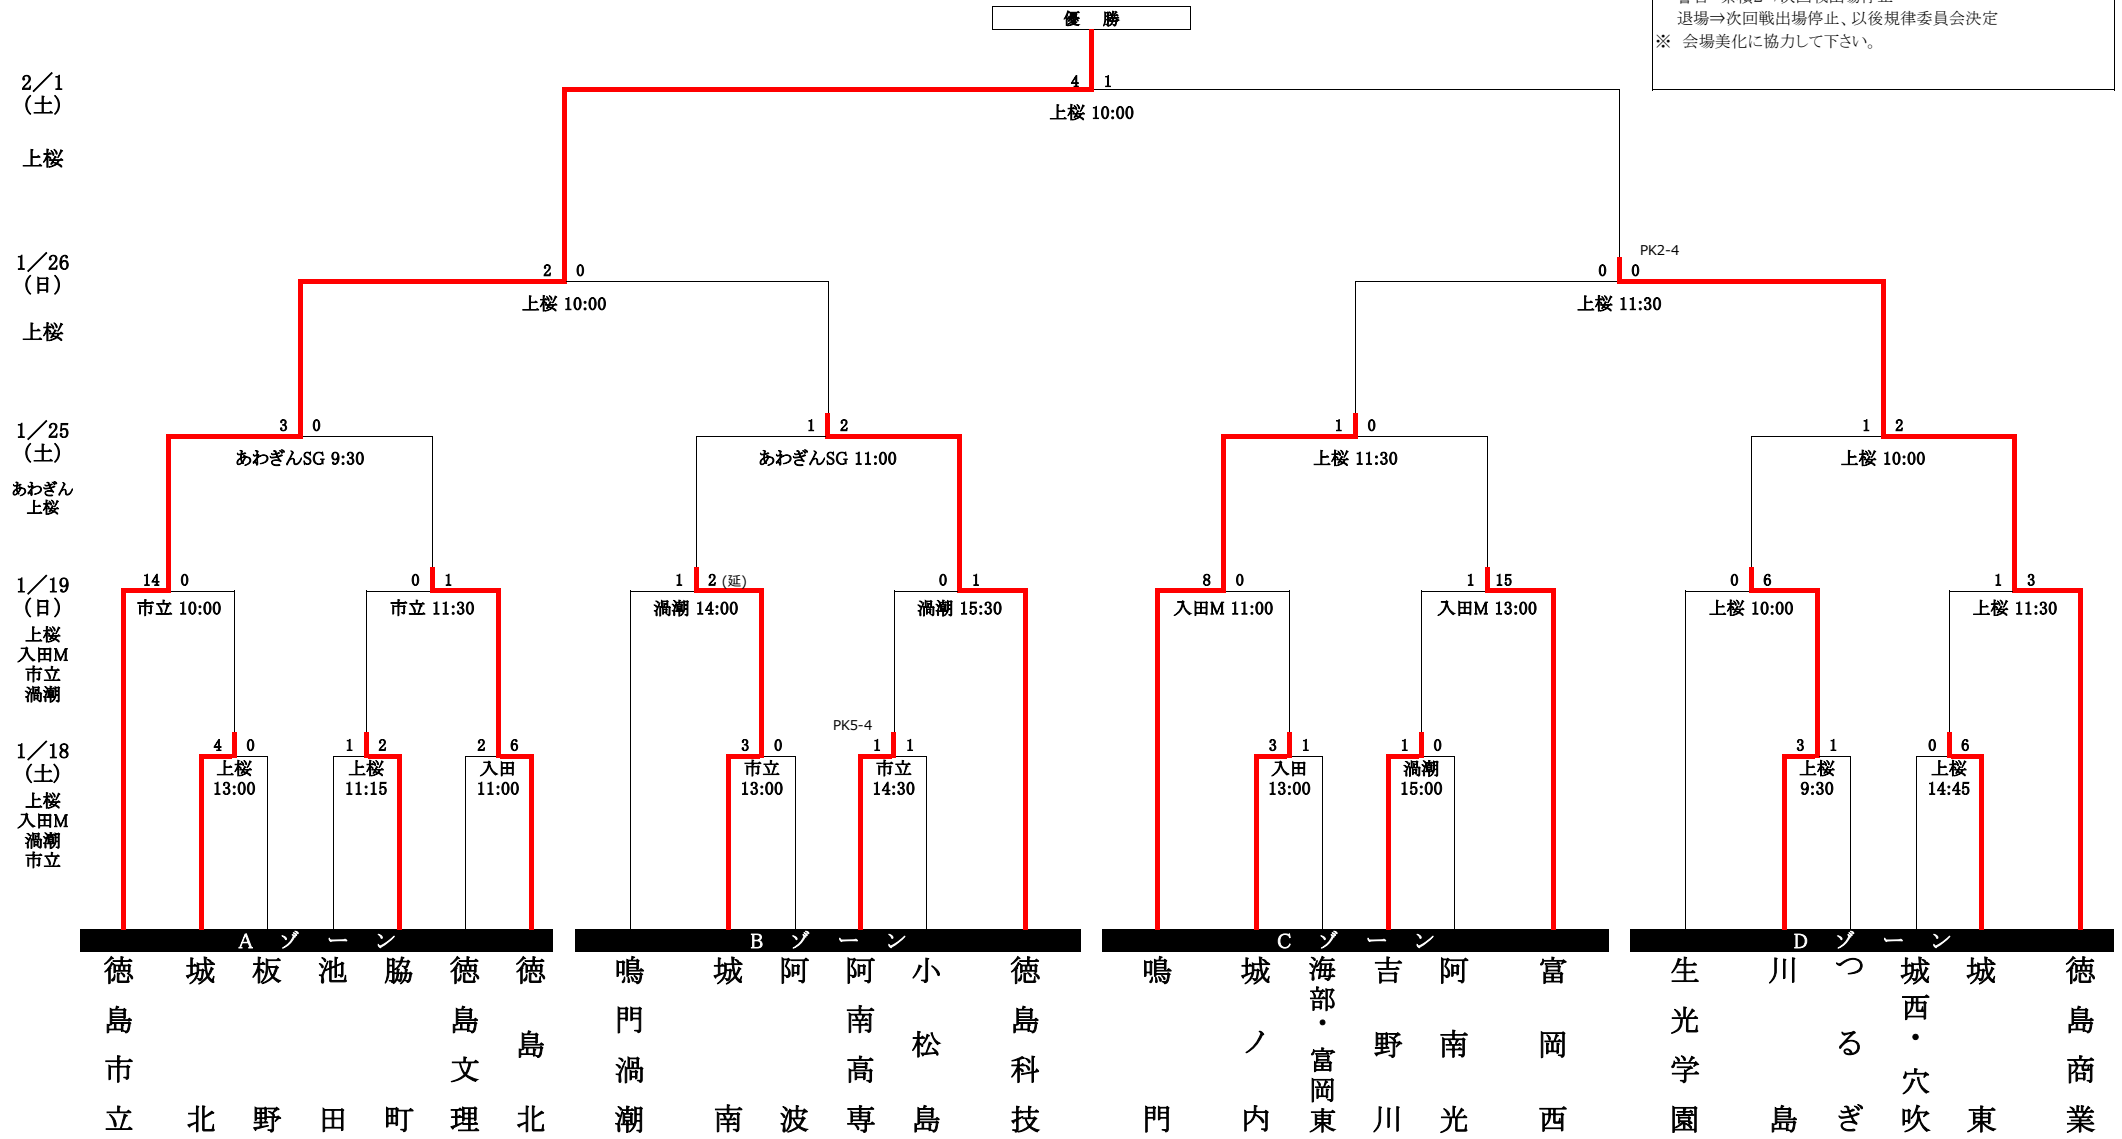 優　勝
退場⇒次回戦出場停止、以後規律委員会決定
※　会場美化に協力して下さい。
2／1
（土）
上桜
4 1
上桜 10:00
1／26
（日）
上桜
2 0
上桜 10:00
PK2-4
0 0
上桜 11:30
1／25
（土）
あわぎん
上桜
3 0
あわぎんSG 9:30
1 2
あわぎんSG 11:00
1 0
上桜 11:30
1 2
上桜 10:00
1／19
（日）
上桜
入田M
市立
渦潮
14 0
市立 10:00
0 1
市立 11:30
1 2 (延)
渦潮 14:00
0 1
渦潮 15:30
8 0
入田M 11:00
1 15
入田M 13:00
0 6
上桜 10:00
1 3
上桜 11:30
1／18
（土）
上桜
入田M
渦潮
市立
4 0
上桜
13:00
1 2
上桜
11:15
2 6
入田
11:00
3 0
市立
13:00
PK5-4
1 1
市立
14:30
3 1
入田
13:00
1 0
渦潮
15:00
3 1
上桜
9:30
0 6
上桜
14:45
A ゾ ー ン
B ゾ ー ン
C ゾ ー ン
D ゾ ー ン
徳島市立
城北
板野
池田
脇町
徳島文理
徳島北
鳴門渦潮
城南
阿波
阿南高専
小松島
徳島科技
鳴門
城ノ内
海部・富岡東
吉野川
阿南光
富岡西
生光学園
川島
つるぎ
城西・穴吹
城東
徳島商業